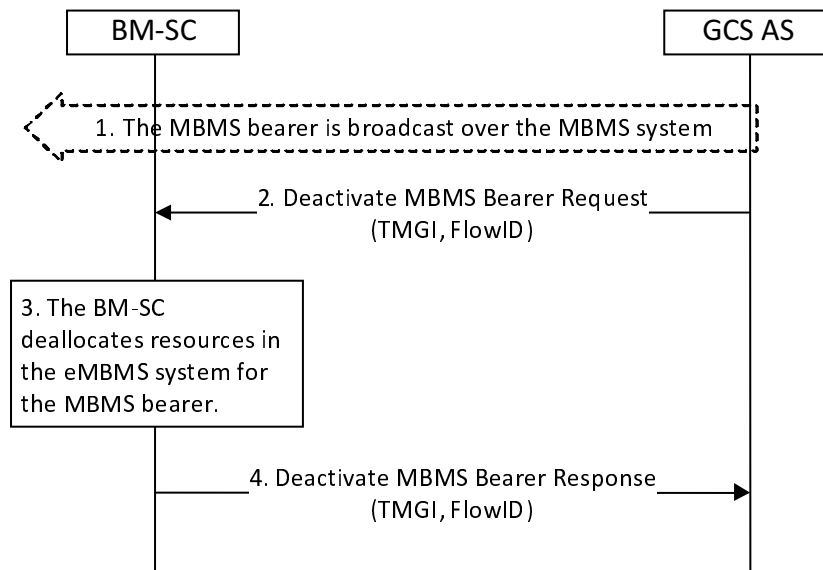 BM-SC
GCS AS
1. The MBMS bearer is broadcast over the MBMS system
2. Deactivate MBMS Bearer Request
(TMGI, FlowID)
3. The BM-SC
deallocates resources in
the eMBMS system for
the MBMS bearer.
4. Deactivate MBMS Bearer Response
(TMGI, FlowID)